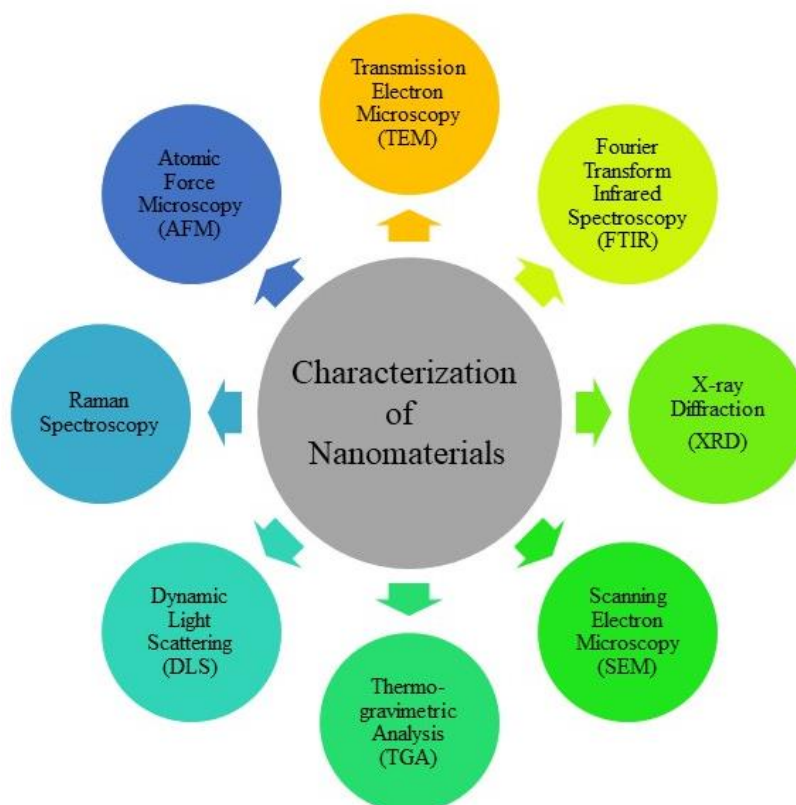 Transmission
Electron
Microscopy
(TEM)
Fourier
Transform
Infrared
Spectroscopy
(FTIR)
X-ray
Diffraction
(XRD)
Scanning
Electron
Microscopy
(SEM)
Thermo-
gravimetric
Analysis
(TGA)
Dynamic
Light
Scattering
(DLS)
Raman
Spectroscopy
Atomic
Force
Microscopy
(AFM)
Characterization
of
Nanomaterials